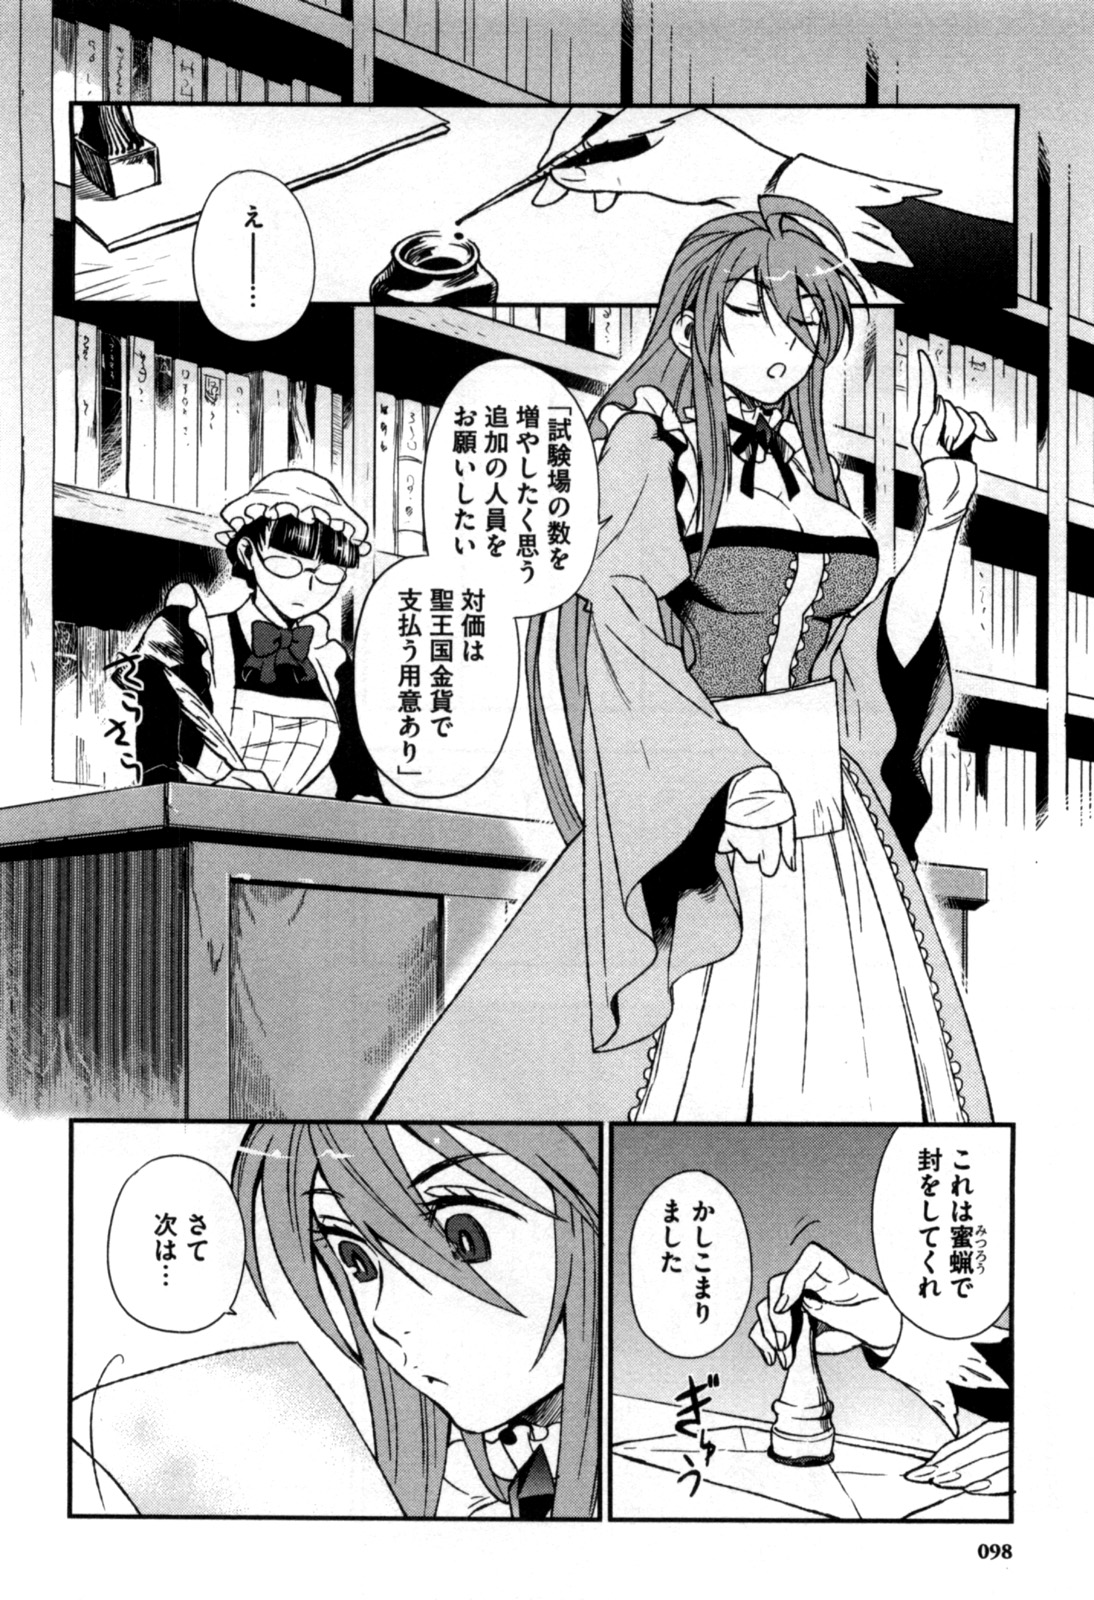 え――…
「試験場の数を
増やしたく思う
追加の人員を
お願いしたい
対価は
聖王国金貨で
支払う用意あり」
さらさら
これは蜜蝋で
みつろう
封をしてくれ
かしこまり
ました
ぎゅう
さて
次は…
098